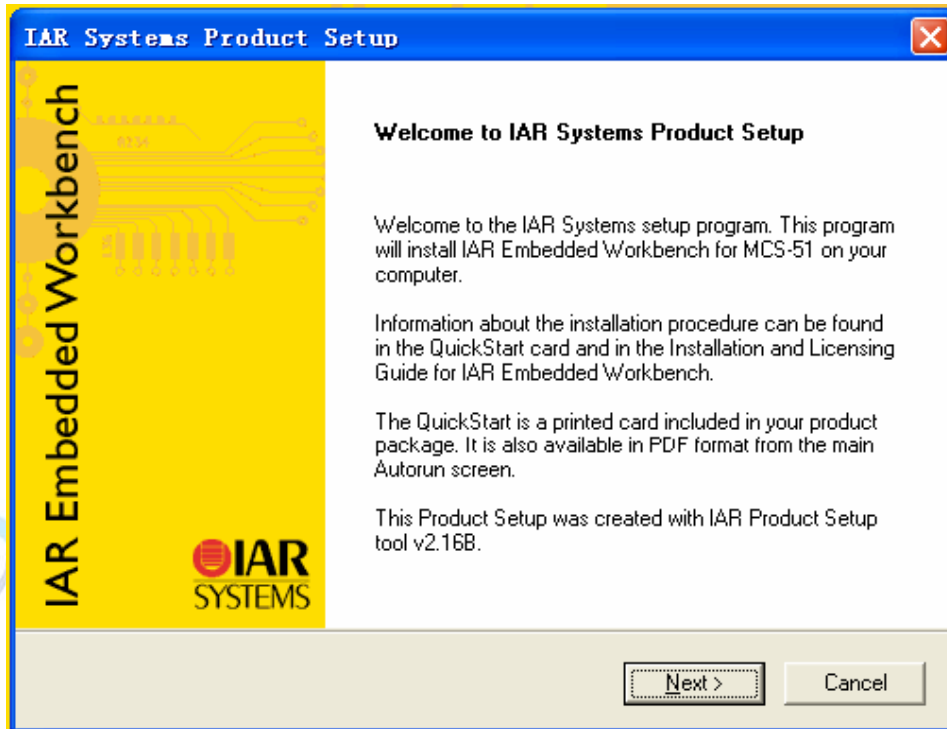 IAR Systems Product Setup
IAR Embedded Workbench
R234
Welcome to IAR Systems Product Setup
Welcome to the IAR Systems setup program. This program
will install IAR Embedded Workbench for MCS-51 on your
computer.
Information about the installation procedure can be found
in the QuickStart card and in the Installation and Licensing
Guide for IAR Embedded Workbench.
The QuickStart is a printed card included in your product
package. It is also available in PDF format from the main
Autorun screen.
This Product Setup was created with IAR Product Setup
tool v2.16B.
IAR
SYSTEMS
Next >
Cancel